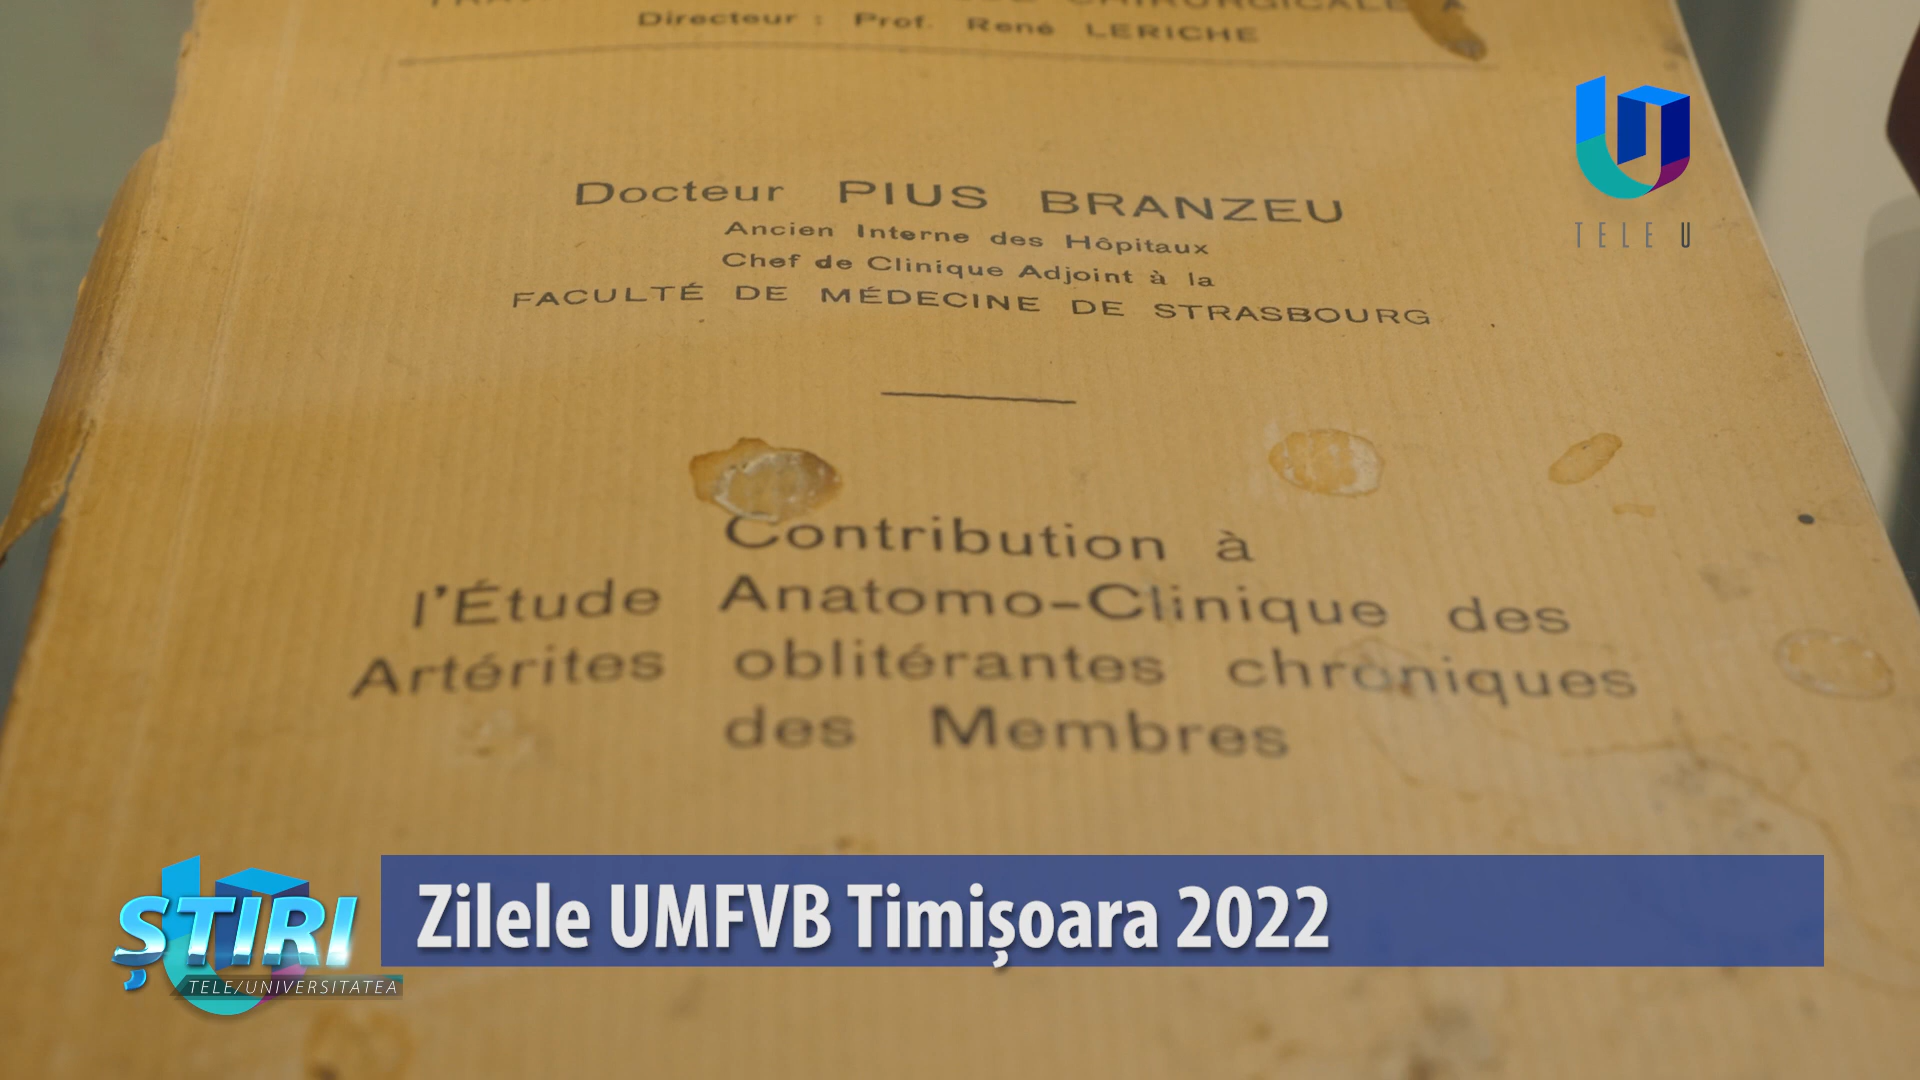 CHIRURGICALE A
Directeur : Prof. René LERICHE
TELE U
Docteur PIUS BRANZEU
Ancien Interne des Hôpitaux
Chef de Clinique Adjoint à la
FACULTÉ DE MÉDECINE DE STRASBOURG
Contribution à
l'Étude Anatomo-Clinique des
Artérites oblitérantes chroniques
des Membres
ȘTIRI
TELE/UNIVERSITATEA
Zilele UMFVB Timișoara 2022